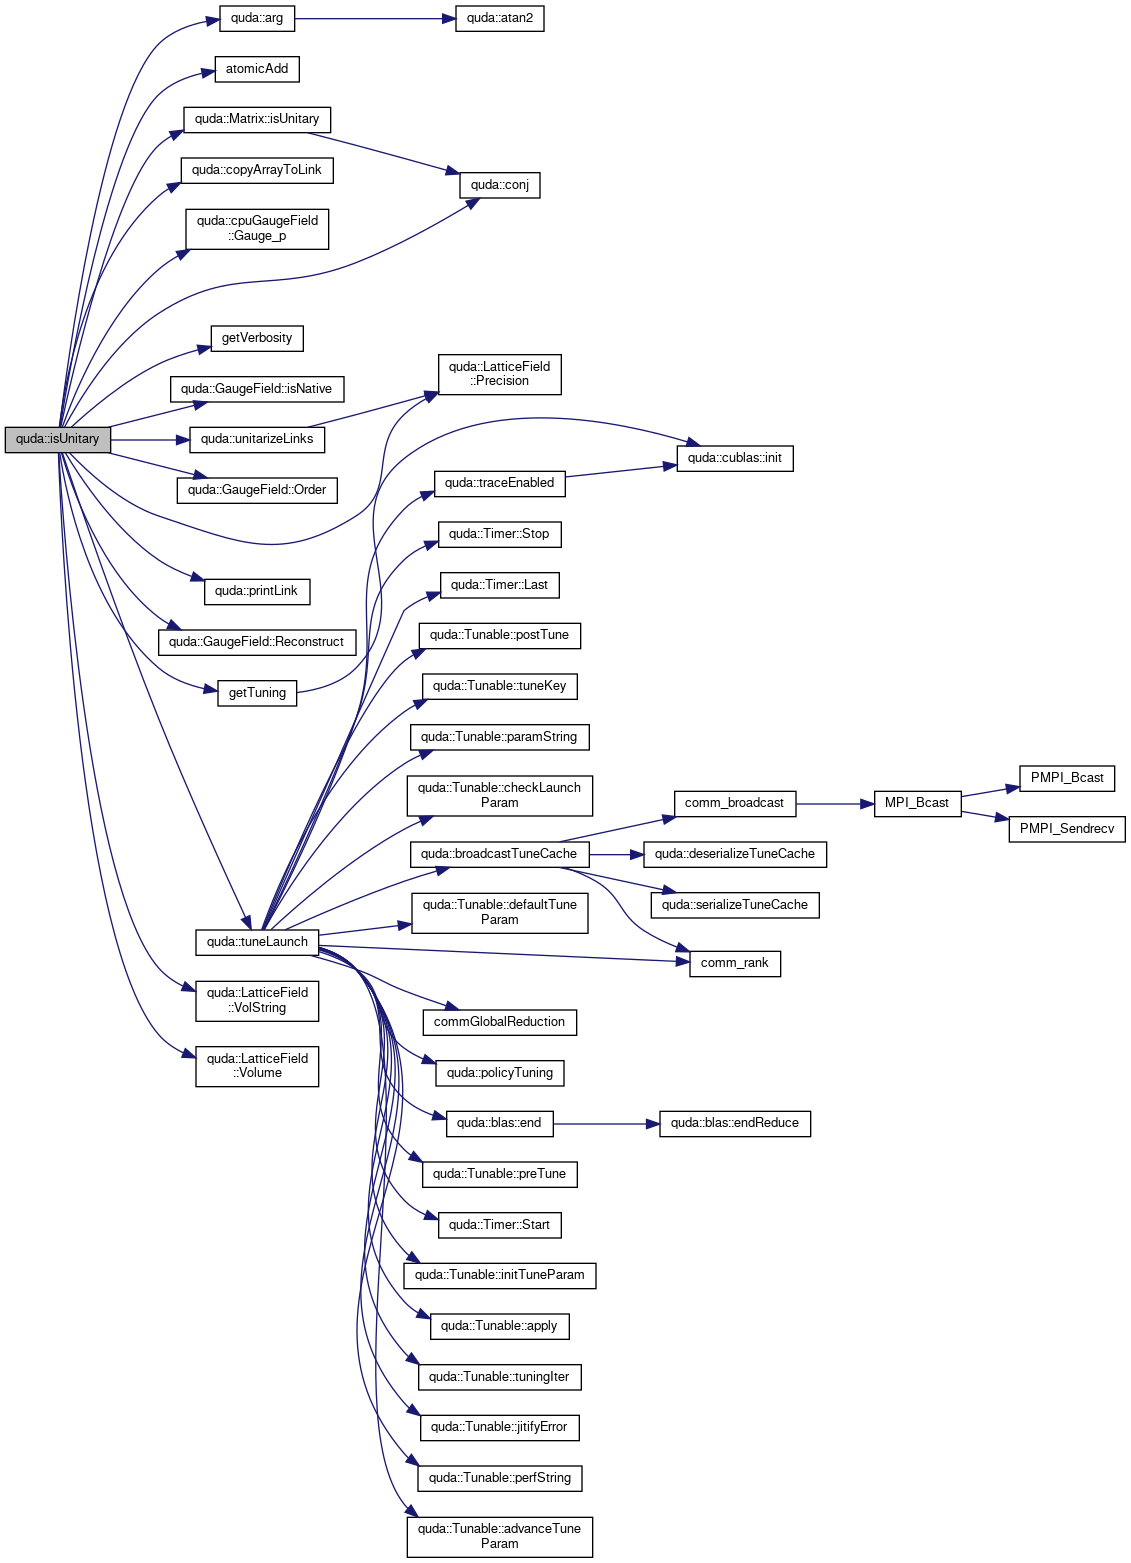 quda::arg
quda::atan2
atomicAdd
quda::Matrix::isUnitary
quda::copyArrayToLink
quda::conj
quda::cpuGaugeField
::Gauge_p
getVerbosity
quda::LatticeField
::Precision
quda::GaugeField::isNative
quda::isUnitary
quda::unitarizeLinks
quda::cublas::init
quda::traceEnabled
quda::GaugeField::Order
quda::Timer::Stop
quda::Timer::Last
quda::printLink
quda::Tunable::postTune
quda::GaugeField::Reconstruct
quda::Tunable::tuneKey
getTuning
quda::Tunable::paramString
PMPI_Bcast
quda::Tunable::checkLaunch
Param
comm_broadcast
MPI_Bcast
PMPI_Sendrecv
quda::broadcastTuneCache
quda::deserializeTuneCache
quda::serializeTuneCache
quda::Tunable::defaultTune
Param
quda::tuneLaunch
comm_rank
quda::LatticeField
::VolString
commGlobalReduction
quda::LatticeField
::Volume
quda::policyTuning
quda::blas::end
quda::blas::endReduce
quda::Tunable::preTune
quda::Timer::Start
quda::Tunable::initTuneParam
quda::Tunable::apply
quda::Tunable::tuningIter
quda::Tunable::jitifyError
quda::Tunable::perfString
quda::Tunable::advanceTune
Param